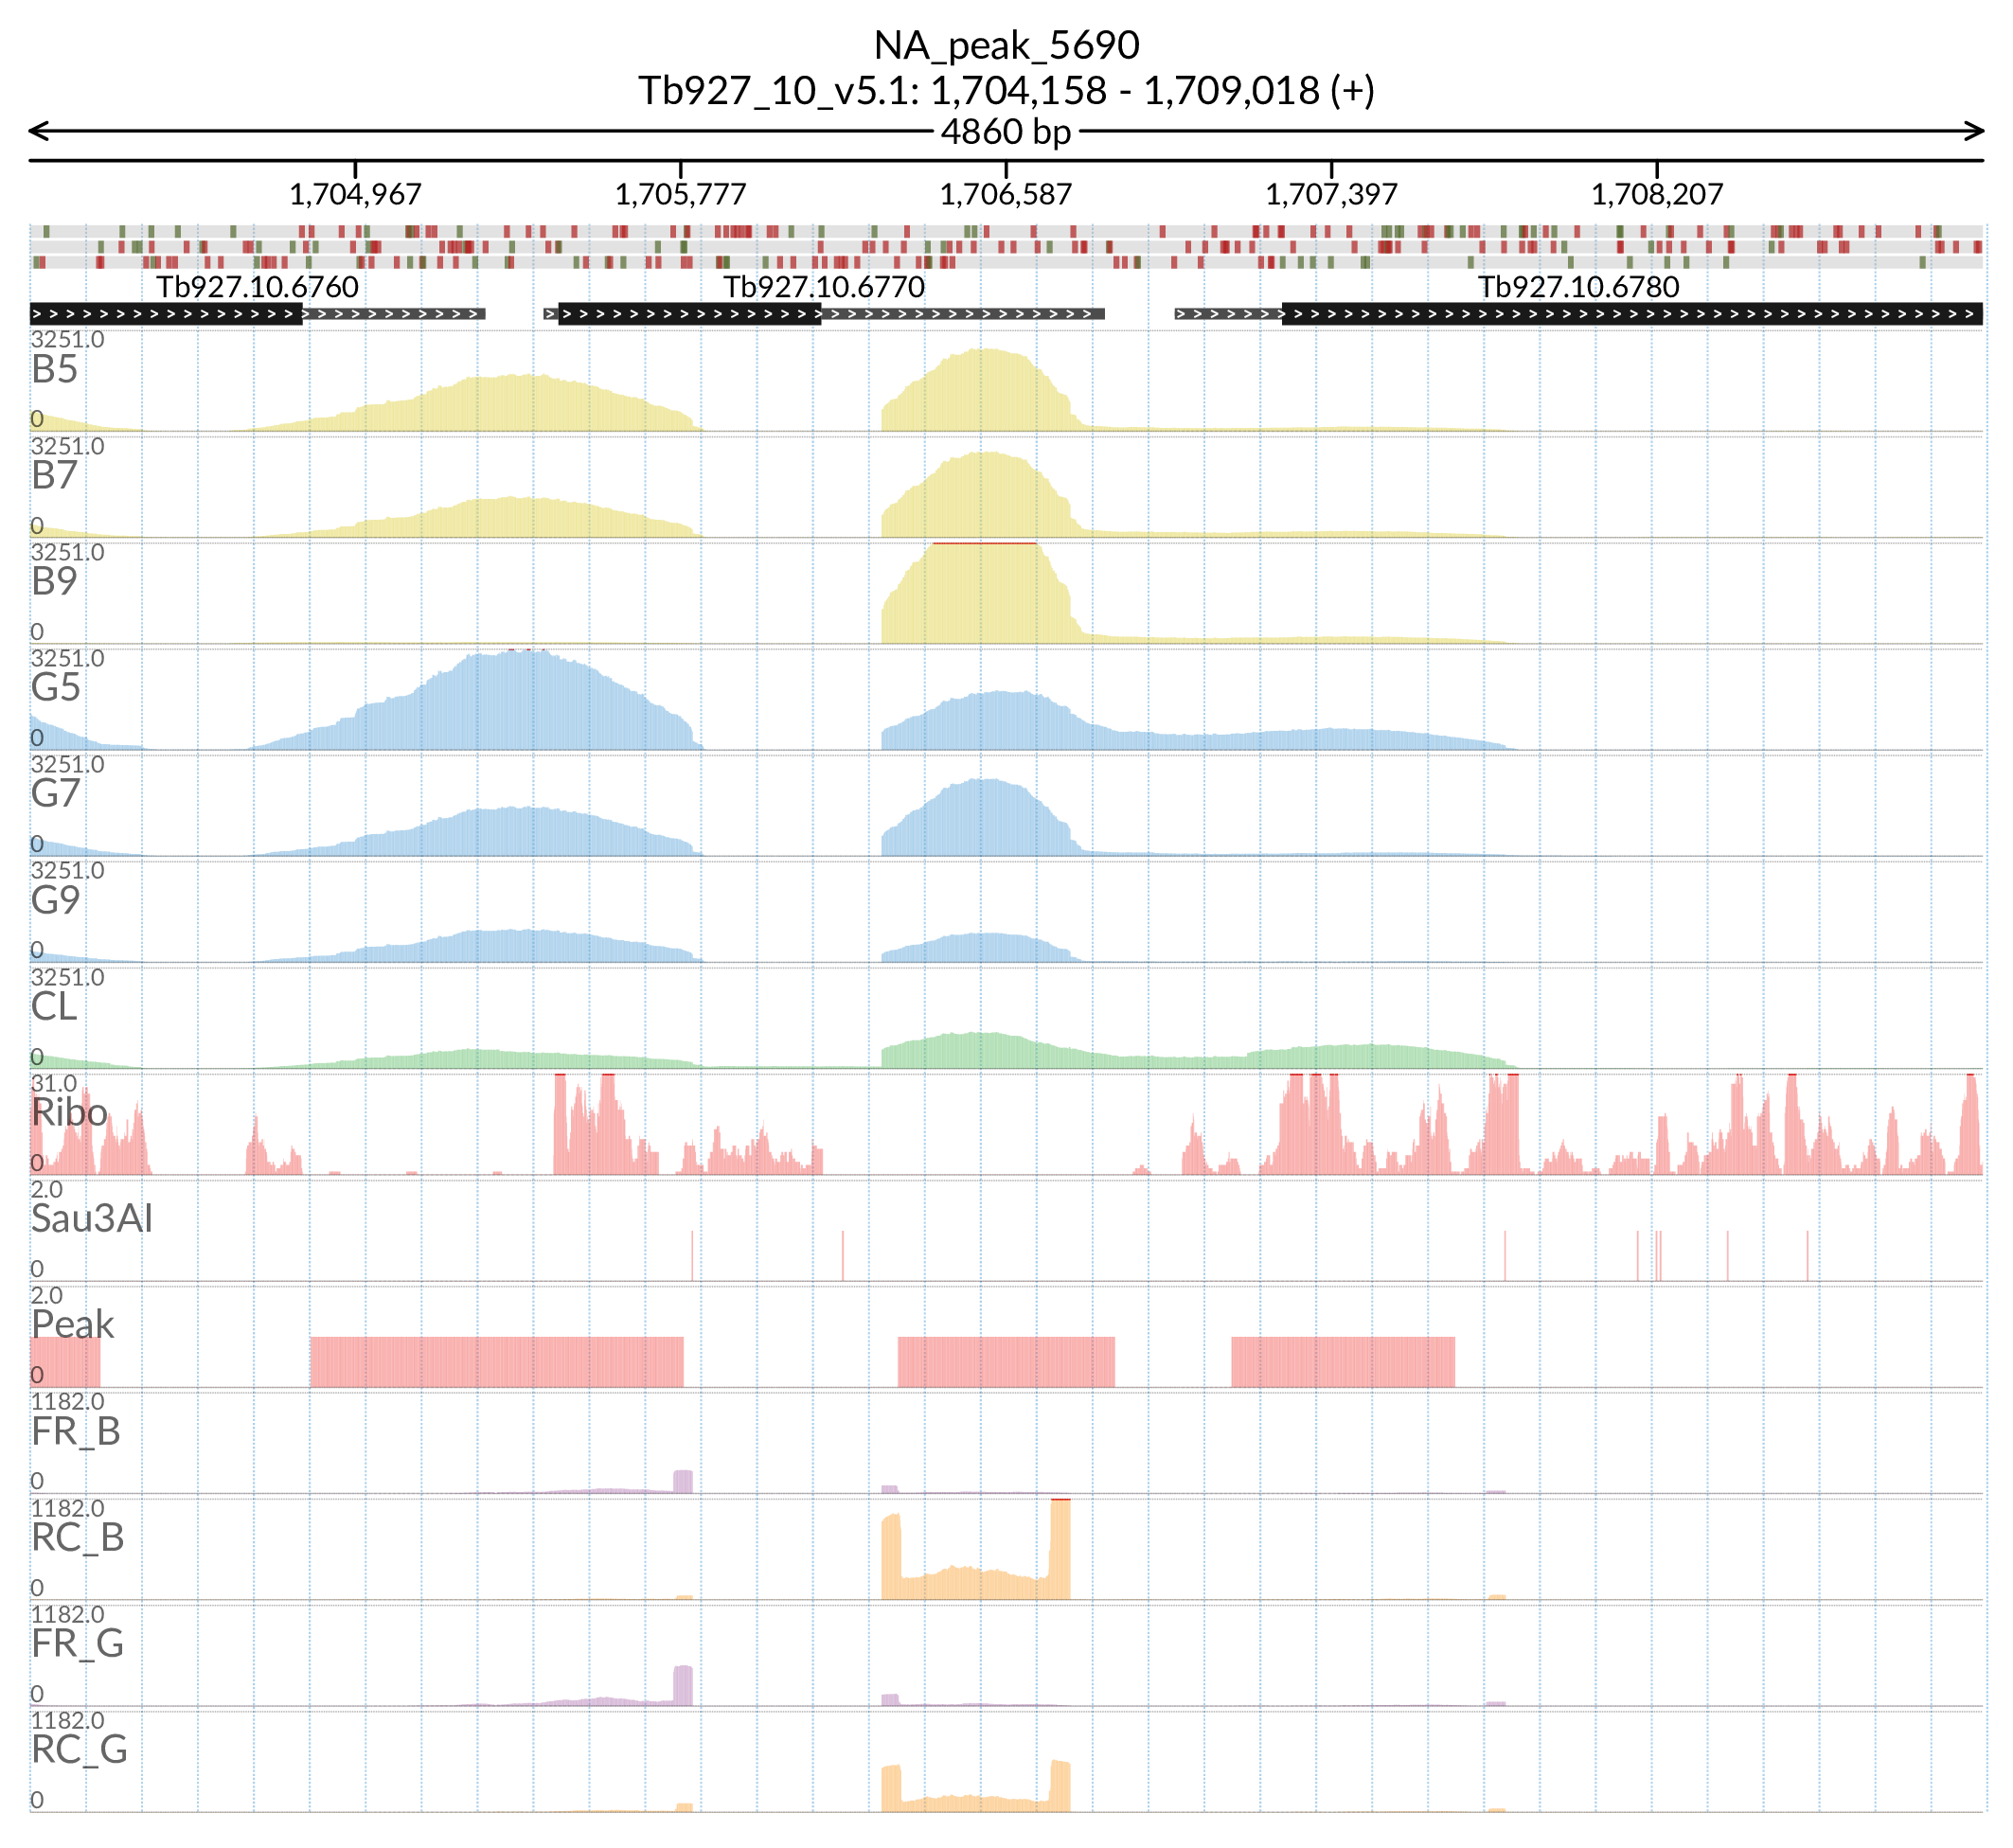 NA_peak_5690
Tb927_10_v5.1: 1,704,158 - 1,709,018 (+)
4860 bp
1,704,967 1,705,777 1,706,587 1,707,397 1,708,207
Tb927.10.6760 Tb927.10.6770 Tb927.10.6780
3251.0
B5
0
3251.0
B7
0
3251.0
B9
0
3251.0
G5
0
3251.0
G7
0
3251.0
G9
0
3251.0
CL
0
31.0
Ribo
0
2.0
Sau3AI
0
2.0
Peak
0
1182.0
FR_B
0
1182.0
RC_B
0
1182.0
FR_G
0
1182.0
RC_G
0